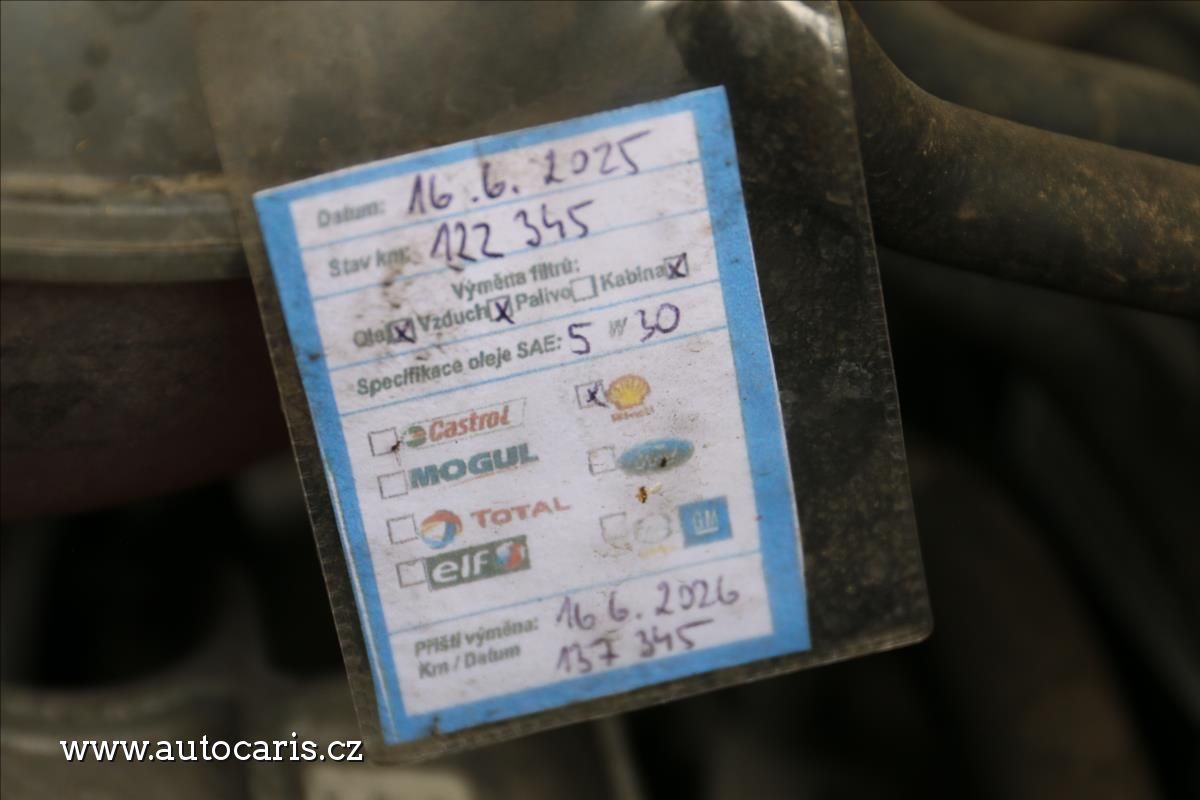 Datum: 16.6.2025
Stav km: 122 345
Výměna filtrů:
Olej Vzduch Palivo Kabina
Specifikace oleje SAE: 5 W 30
Castrol
MOGUL
TOTAL
elf
GM
Příští výměna: 16.6.2026
Km / Datum 137 345
www.autocaris.cz